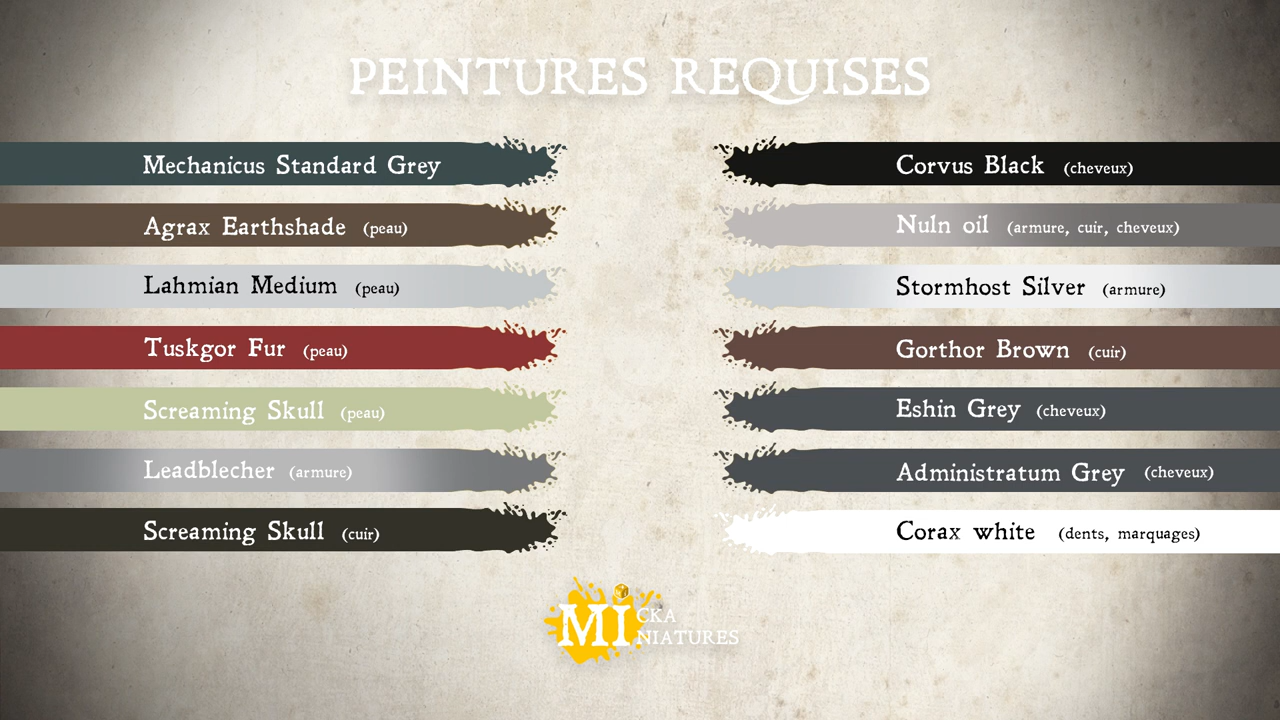 PEINTURES REQUISES
Mechanicus Standard Grey
Agrax Earthshade (peau)
Lahmian Medium (peau)
Tuskgor Fur (peau)
Screaming Skull (peau)
Leadblecher (armure)
Screaming Skull (cuir)
Corvus Black (cheveux)
Nuln oil (armure, cuir, cheveux)
Stormhost Silver (armure)
Gorthor Brown (cuir)
Eshin Grey (cheveux)
Administratum Grey (cheveux)
Corax white (dents, marquages)
MICKA
NIATURES